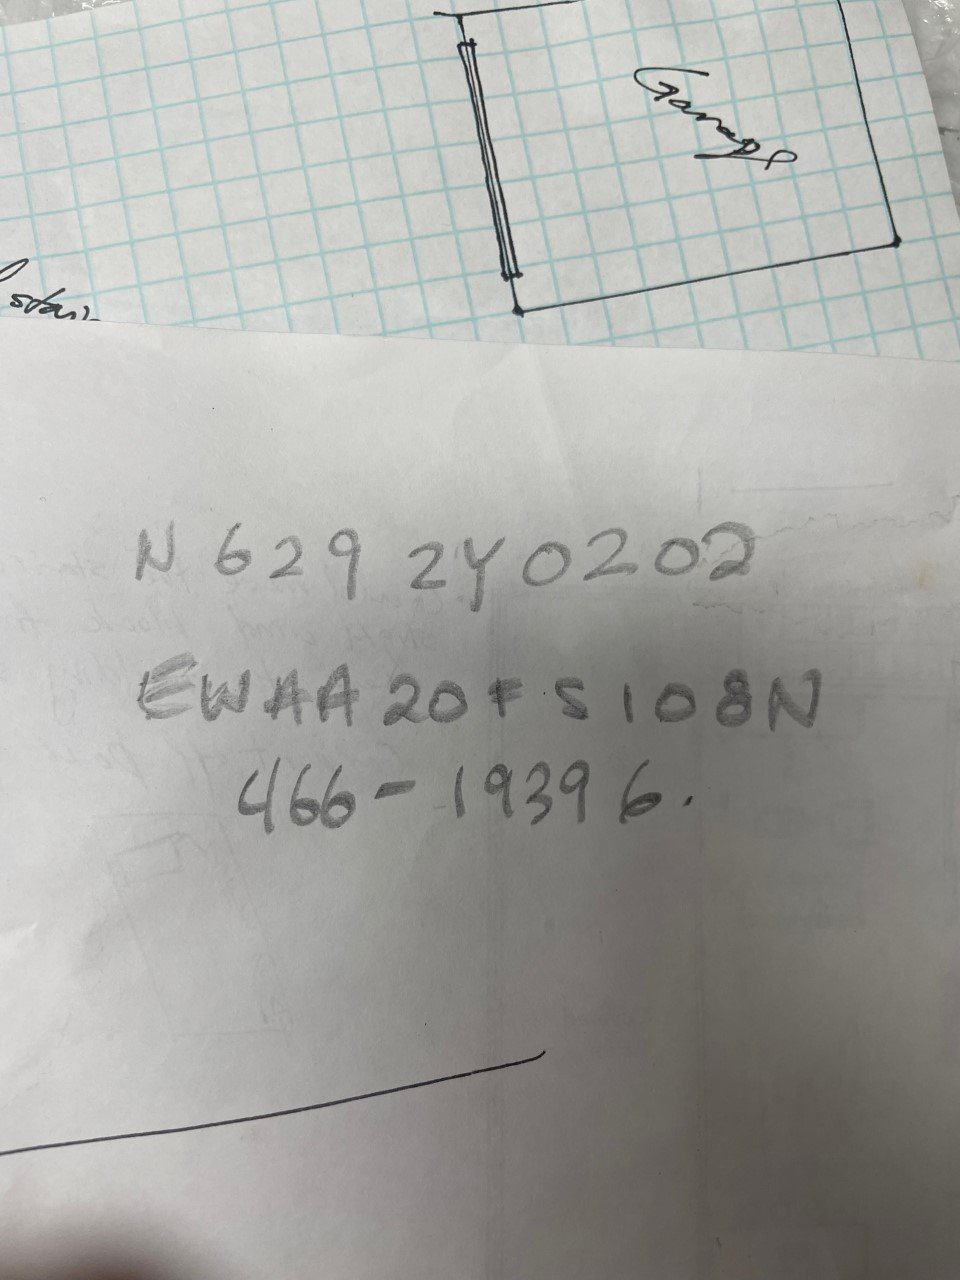 Garage
N 629 2Y0202
EWAA20FS108N
466-19396.